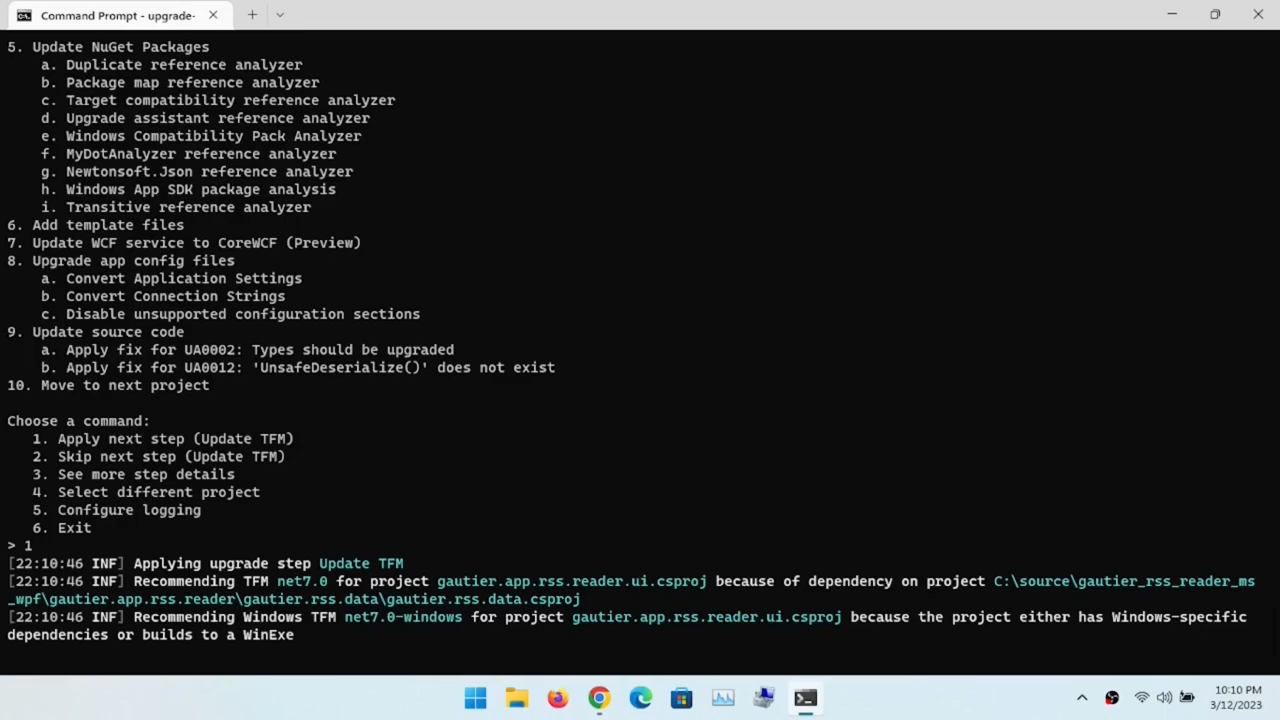 Command Prompt - upgrade-
5. Update NuGet Packages
a. Duplicate reference analyzer
b. Package map reference analyzer
c. Target compatibility reference analyzer
d. Upgrade assistant reference analyzer
e. Windows Compatibility Pack Analyzer
f. MyDotAnalyzer reference analyzer
g. Newtonsoft.Json reference analyzer
h. Windows App SDK package analysis
i. Transitive reference analyzer
6. Add template files
7. Update WCF service to CoreWCF (Preview)
8. Upgrade app config files
a. Convert Application Settings
b. Convert Connection Strings
c. Disable unsupported configuration sections
9. Update source code
a. Apply fix for UA0002: Types should be upgraded
b. Apply fix for UA0012: 'UnsafeDeserialize()' does not exist
10. Move to next project
Choose a command:
1. Apply next step (Update TFM)
2. Skip next step (Update TFM)
3. See more step details
4. Select different project
5. Configure logging
6. Exit
> 1
[22:10:46 INF] Applying upgrade step Update TFM
[22:10:46 INF] Recommending TFM net7.0 for project gautier.app.rss.reader.ui.csproj because of dependency on project C:\source\gautier_rss_reader_ms
_wpf\gautier.app.rss.reader\gautier.rss.data\gautier.rss.data.csproj
[22:10:46 INF] Recommending Windows TFM net7.0-windows for project gautier.app.rss.reader.ui.csproj because the project either has Windows-specific
dependencies or builds to a WinExe
10:10 PM
3/12/2023